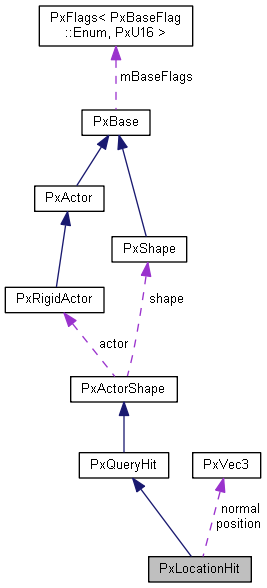 PxFlags< PxBaseFlag
::Enum, PxU16 >
mBaseFlags
PxBase
PxActor
PxShape
PxRigidActor
shape
actor
PxActorShape
PxQueryHit
PxVec3
normal
position
PxLocationHit